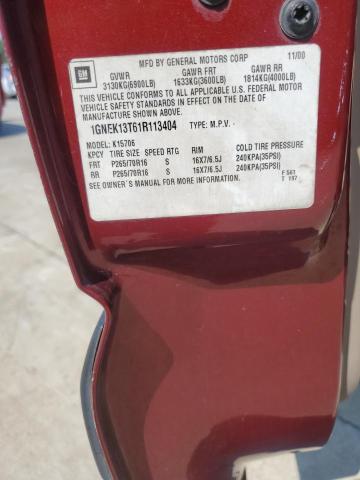 MFD BY GENERAL MOTORS CORP 11/00
GM
GVWR GAWR FRT GAWR RR
3130KG(6900LB) 1633KG(3600LB) 1814KG(4000LB)
THIS VEHICLE CONFORMS TO ALL APPLICABLE U.S. FEDERAL MOTOR
VEHICLE SAFETY STANDARDS IN EFFECT ON THE DATE OF
MANUFACTURE SHOWN ABOVE.
1GNEK13T61R113404 TYPE: M.P.V.
MODEL: K15706
KPCY TIRE SIZE SPEED RTG RIM COLD TIRE PRESSURE
FRT P265/70R16 S 16X7/6.5J 240KPA(35PSI)
RR P265/70R16 S 16X7/6.5J 240KPA(35PSI)
SEE OWNER'S MANUAL FOR MORE INFORMATION.
F 561
T 197